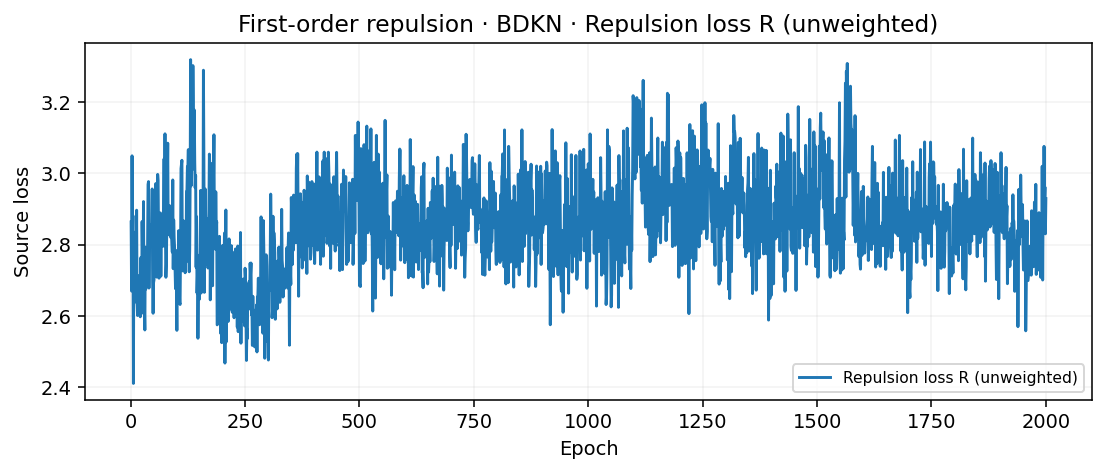 First-order repulsion · BDKN · Repulsion loss R (unweighted)
Source loss
3.2
3.0
2.8
2.6
2.4
Repulsion loss R (unweighted)
0 250 500 750 1000 1250 1500 1750 2000
Epoch